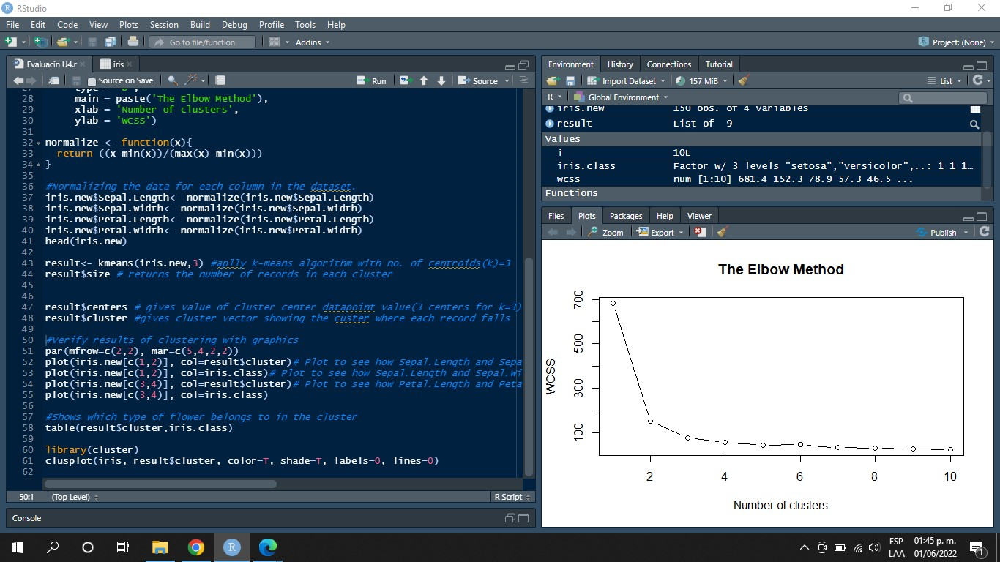 RStudio
File Edit Code View Plots Session Build Debug Profile Tools Help
Go to file/function
Addins
Project: (None)
Evaluacin U4.r
iris
Source on Save
Run
Source
28 main = paste('The Elbow Method'),
29 xlab = 'Number of clusters',
30 ylab = 'WCSS')
31
32 normalize <- function(x){
33 return ((x-min(x))/(max(x)-min(x)))
34 }
35
36 #Normalizing the data for each column in the dataset.
37 iris.new$Sepal.Length<- normalize(iris.new$Sepal.Length)
38 iris.new$Sepal.Width<- normalize(iris.new$Sepal.Width)
39 iris.new$Petal.Length<- normalize(iris.new$Petal.Length)
40 iris.new$Petal.Width<- normalize(iris.new$Petal.Width)
41 head(iris.new)
42
43 result<- kmeans(iris.new,3) #aplly k-means algorithm with no. of centroids(k)=3
44 result$size # returns the number of records in each cluster
45
46
47 result$centers # gives value of cluster center datapoint value(3 centers for k=3)
48 result$cluster #gives cluster vector showing the custer where each record falls
49
50 #Verify results of clustering with graphics
51 par(mfrow=c(2,2), mar=c(5,4,2,2))
52 plot(iris.new[c(1,2)], col=result$cluster)# Plot to see how Sepal.Length and Sepa
53 plot(iris.new[c(1,2)], col=iris.class)# Plot to see how Sepal.Length and Sepal.Wi
54 plot(iris.new[c(3,4)], col=result$cluster)# Plot to see how Petal.Length and Peta
55 plot(iris.new[c(3,4)], col=iris.class)
56
57 #Shows which type of flower belongs to in the cluster
58 table(result$cluster,iris.class)
59
60 library(cluster)
61 clusplot(iris, result$cluster, color=T, shade=T, labels=0, lines=0)
62
50:1 (Top Level) R Script
Console
Environment History Connections Tutorial
Import Dataset 157 MiB List
R Global Environment
iris.new 150 obs. of 4 variables
result List of 9
Values
i 10L
iris.class Factor w/ 3 levels "setosa","versicolor",..: 1 1 1…
wcss num [1:10] 681.4 152.3 78.9 57.3 46.5 ...
Functions
Files Plots Packages Help Viewer
Zoom Export Publish
The Elbow Method
WCSS
700
500
300
100
2 4 6 8 10
Number of clusters
ESP 01:45 p. m.
LAA 01/06/2022
1